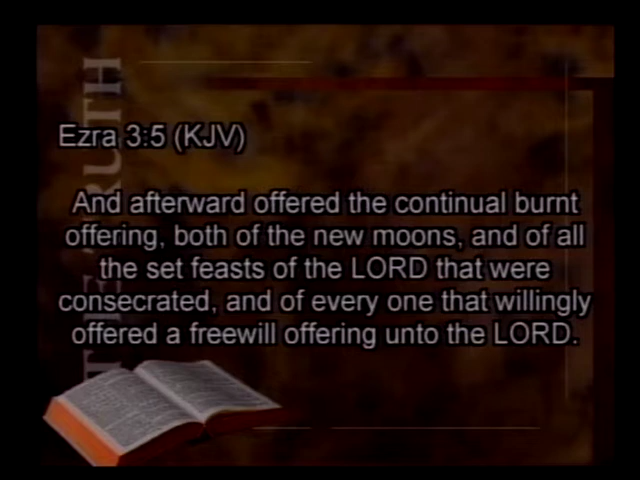 Ezra 3:5 (KJV)
And afterward offered the continual burnt
offering, both of the new moons, and of all
the set feasts of the LORD that were
consecrated, and of every one that willingly
offered a freewill offering unto the LORD.
THE TRUTH